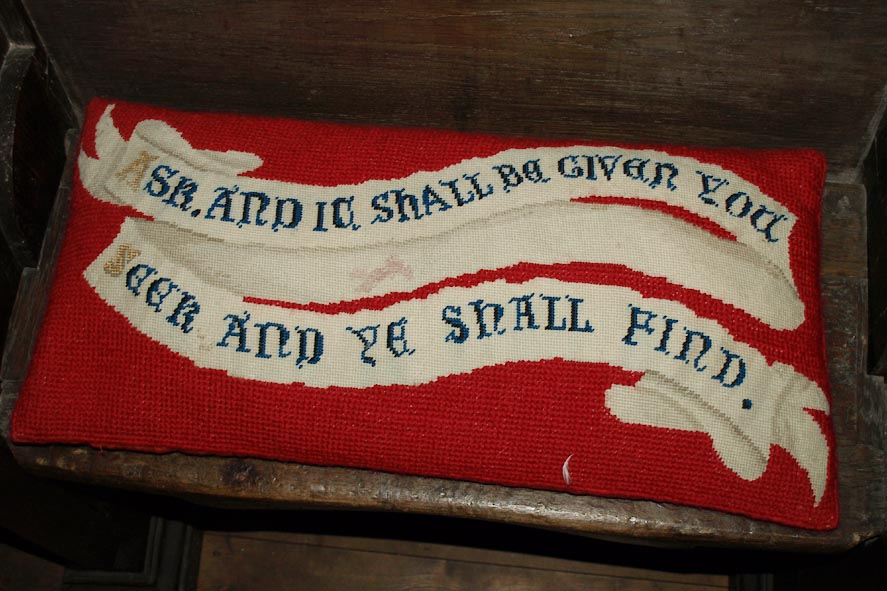 ASK, AND IT SHALL BE GIVEN YOU
SEEK AND YE SHALL FIND.